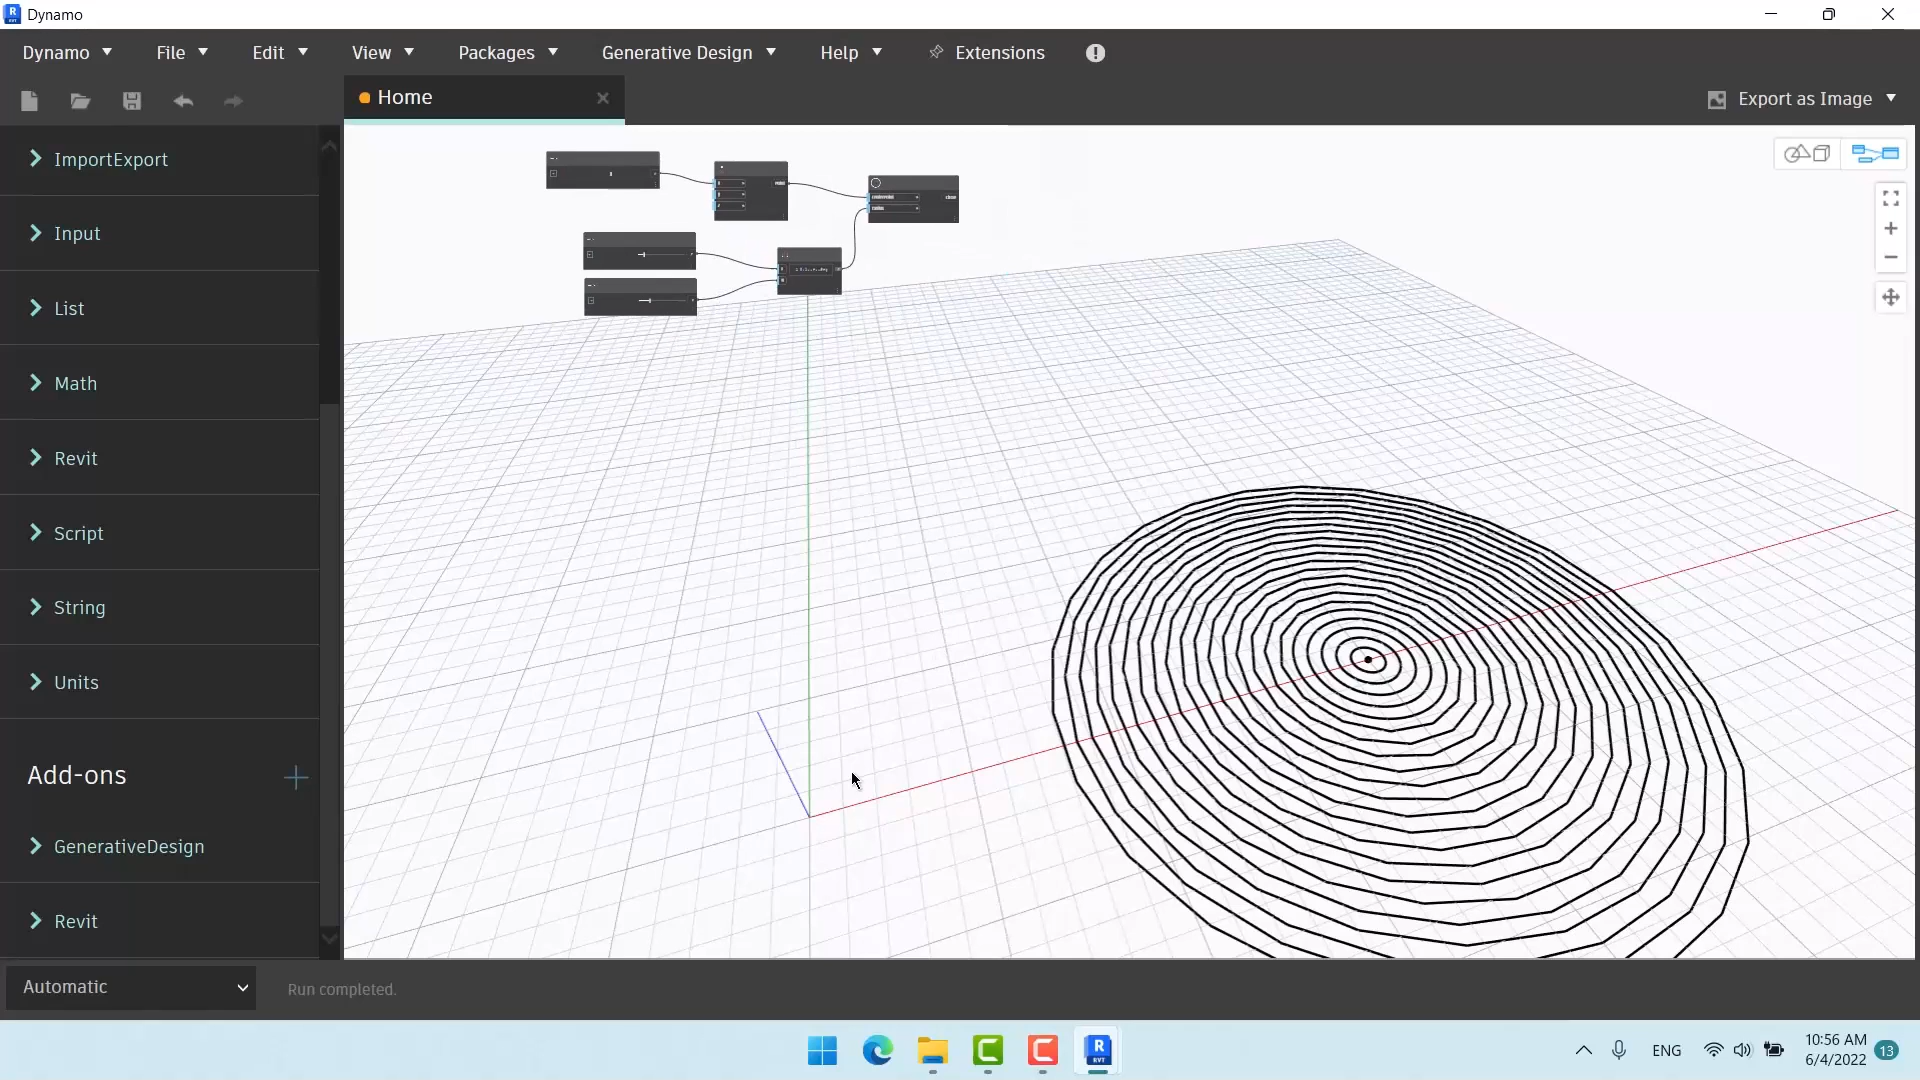 Dynamo
Dynamo File Edit View Packages Generative Design Help Extensions
Home
Export as Image
ImportExport
Input
List
Math
Revit
Script
String
Units
Add-ons
GenerativeDesign
Revit
Automatic
Run completed.
ENG
10:56 AM
6/4/2022
13